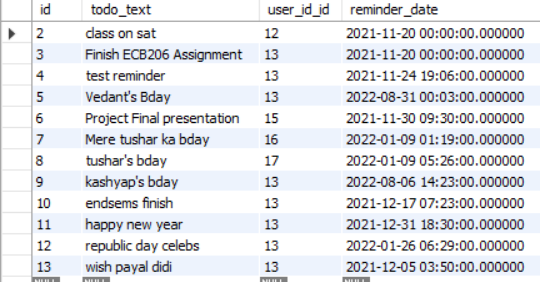 id todo_text user_id_id reminder_date
2 class on sat 12 2021-11-20 00:00:00.000000
3 Finish ECB206 Assignment 13 2021-11-20 00:00:00.000000
4 test reminder 13 2021-11-24 19:06:00.000000
5 Vedant's Bday 13 2022-08-31 00:03:00.000000
6 Project Final presentation 15 2021-11-30 09:30:00.000000
7 Mere tushar ka bday 16 2022-01-09 01:19:00.000000
8 tushar's bday 17 2022-01-09 05:26:00.000000
9 kashyap's bday 13 2022-08-06 14:23:00.000000
10 endsems finish 13 2021-12-17 07:23:00.000000
11 happy new year 13 2021-12-31 18:30:00.000000
12 republic day celebs 13 2022-01-26 06:29:00.000000
13 wish payal didi 13 2021-12-05 03:50:00.000000
NULL NULL NULL NULL